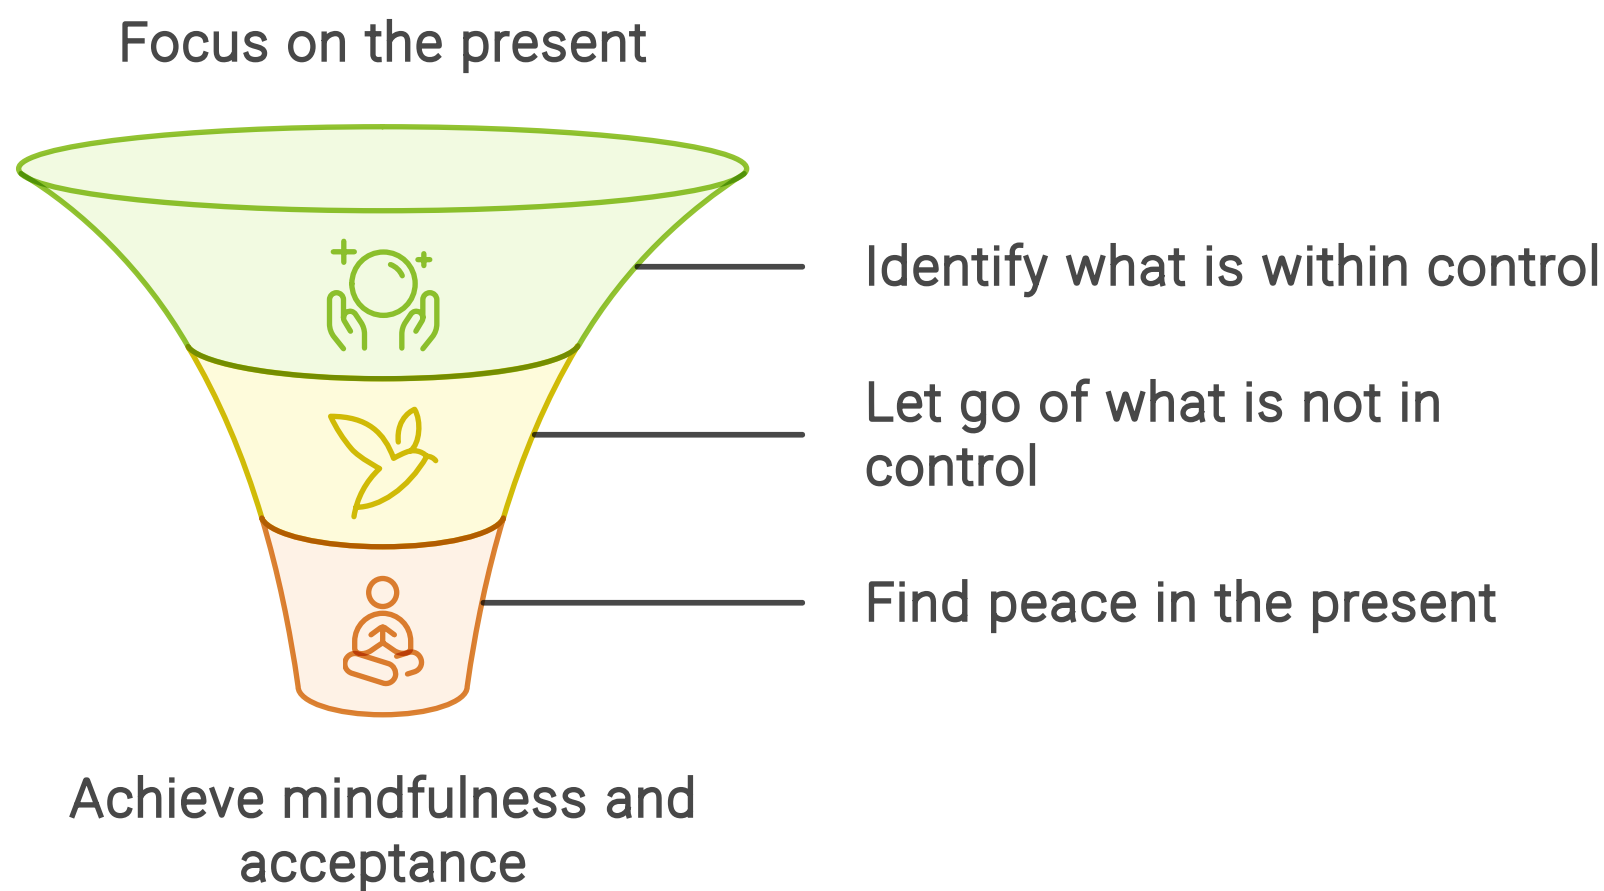 Focus on the present
Identify what is within control
Let go of what is not in
control
Find peace in the present
Achieve mindfulness and
acceptance